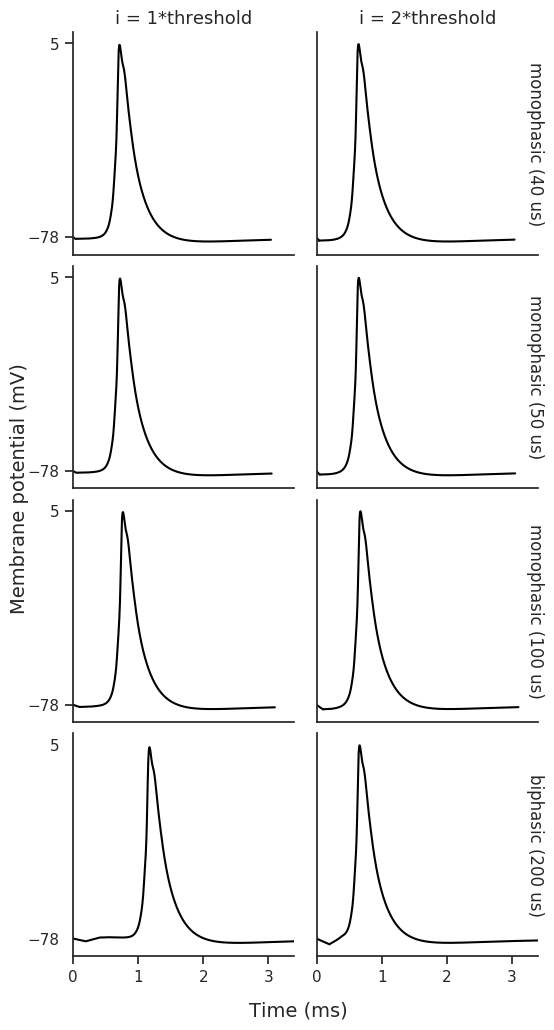 i = 1*threshold
i = 2*threshold
5
−78
monophasic (40 us)
5
−78
monophasic (50 us)
Membrane potential (mV)
5
−78
monophasic (100 us)
5
−78
biphasic (200 us)
0 1 2 3
0 1 2 3
Time (ms)